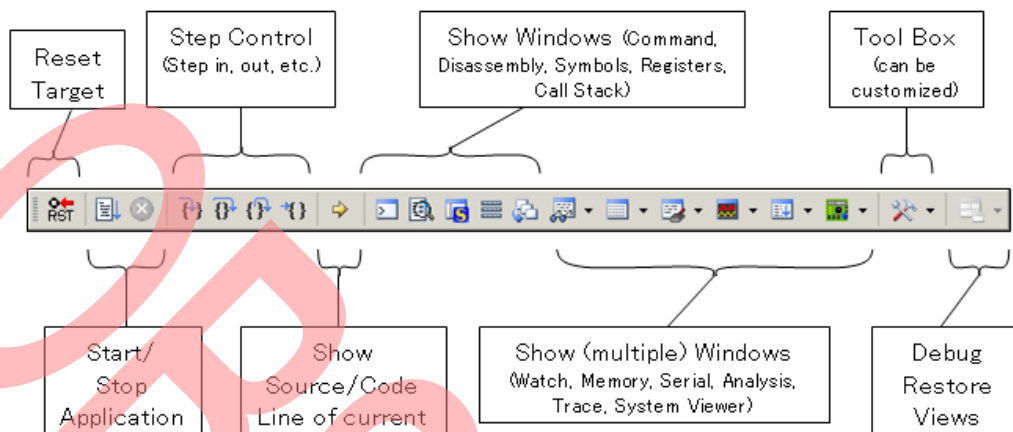 Reset
Target
Step Control
(Step in, out, etc.)
Show Windows (Command,
Disassembly, Symbols, Registers,
Call Stack)
Tool Box
(can be
customized)
RST
Start/
Stop
Application
Show
Source/Code
Line of current
Show (multiple) Windows
(Watch, Memory, Serial, Analysis,
Trace, System Viewer)
Debug
Restore
Views